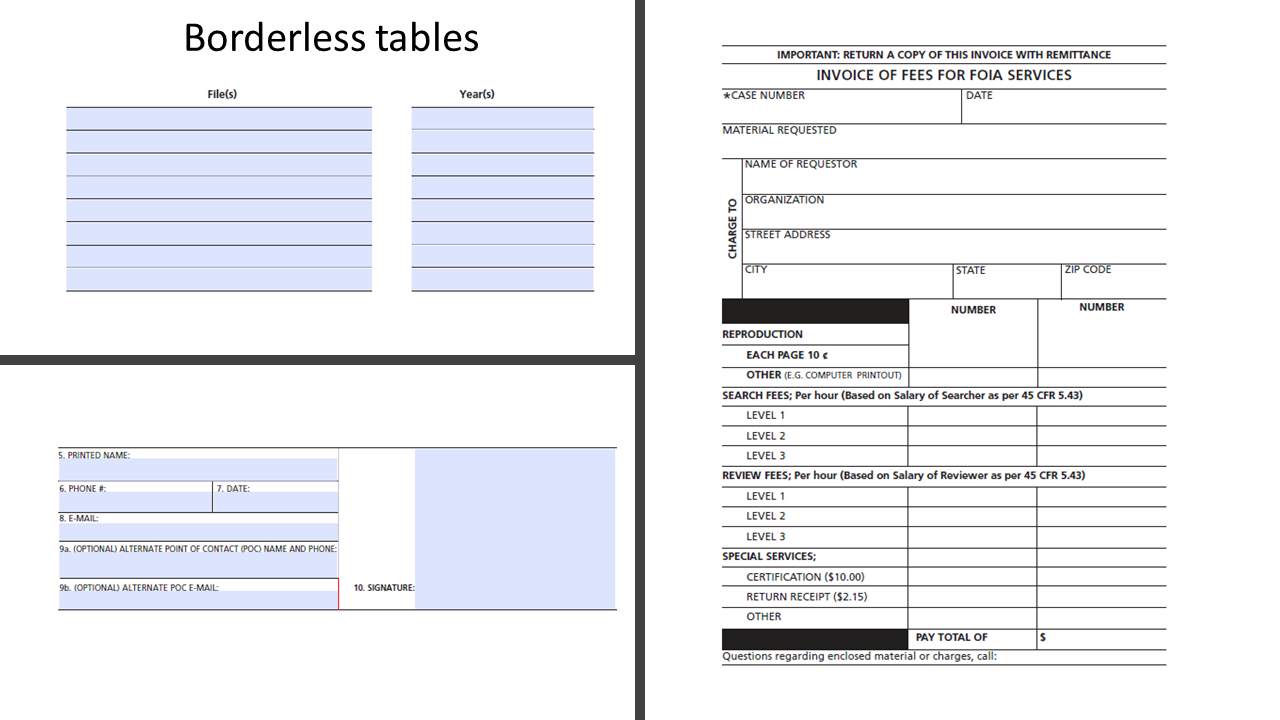 Borderless tables
File(s) Year(s)
5. PRINTED NAME:
6. PHONE #: 7. DATE:
8. E-MAIL:
9a. (OPTIONAL) ALTERNATE POINT OF CONTACT (POC) NAME AND PHONE:
9b. (OPTIONAL) ALTERNATE POC E-MAIL: 10. SIGNATURE:
IMPORTANT: RETURN A COPY OF THIS INVOICE WITH REMITTANCE
INVOICE OF FEES FOR FOIA SERVICES
*CASE NUMBER DATE
MATERIAL REQUESTED
CHARGE TO
NAME OF REQUESTOR
ORGANIZATION
STREET ADDRESS
CITY STATE ZIP CODE
NUMBER NUMBER
REPRODUCTION
EACH PAGE 10 ¢
OTHER (E.G. COMPUTER PRINTOUT)
SEARCH FEES; Per hour (Based on Salary of Searcher as per 45 CFR 5.43)
LEVEL 1
LEVEL 2
LEVEL 3
REVIEW FEES; Per hour (Based on Salary of Reviewer as per 45 CFR 5.43)
LEVEL 1
LEVEL 2
LEVEL 3
SPECIAL SERVICES;
CERTIFICATION ($10.00)
RETURN RECEIPT ($2.15)
OTHER
PAY TOTAL OF $
Questions regarding enclosed material or charges, call: